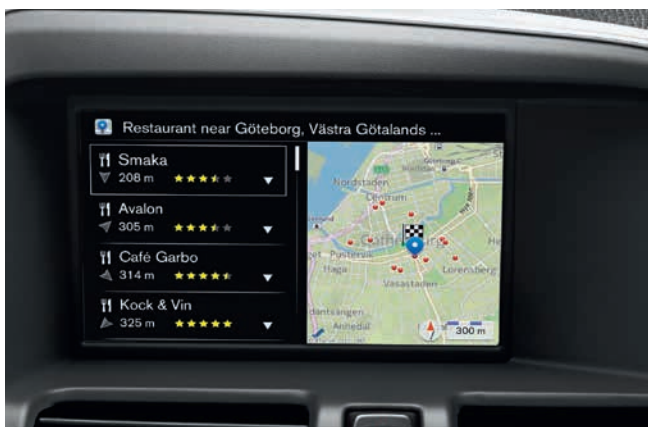 Restaurant near Göteborg, Västra Götalands ...
Smaka
208 m
Avalon
305 m
Café Garbo
314 m
Kock & Vin
325 m
Nordstaden
Centrum
Pustervik
Haga
Lorensberg
Vasastaden
Annedal
300 m